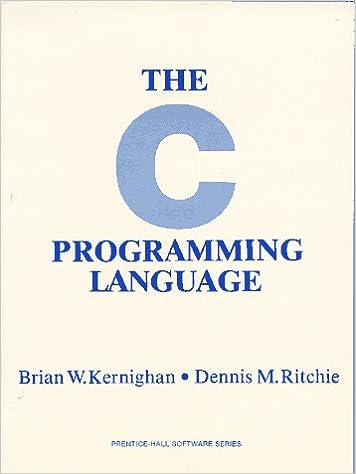 THE
C
PROGRAMMING
LANGUAGE
Brian W. Kernighan • Dennis M. Ritchie
PRENTICE-HALL SOFTWARE SERIES